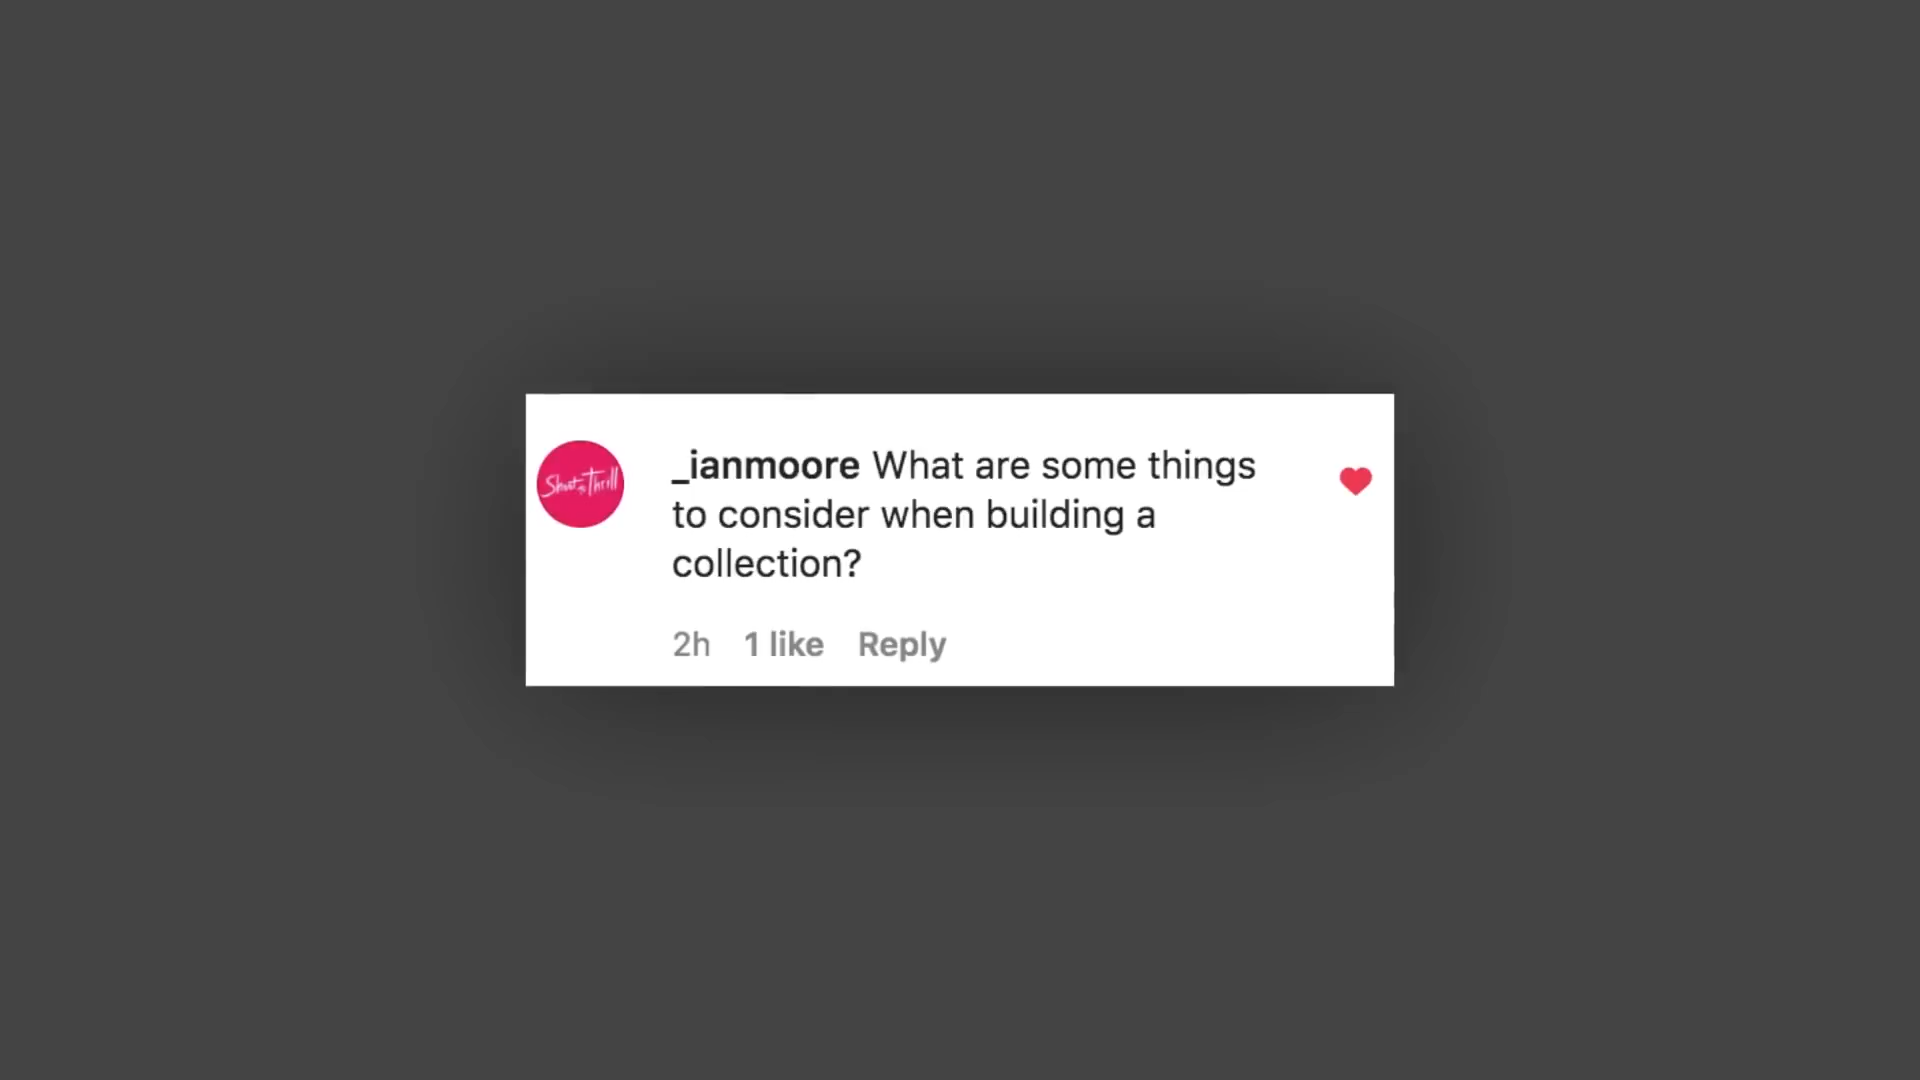 _ianmoore What are some things
to consider when building a
collection?
2h 1 like Reply